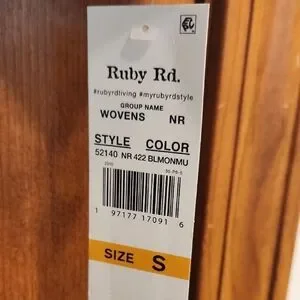 Ruby Rd.
#rubyrdliving #myrubyrdstyle
GROUP NAME
WOVENS NR
STYLE COLOR
52140 NR 422 BLMONMU
1 97177 17091 6
SIZE S